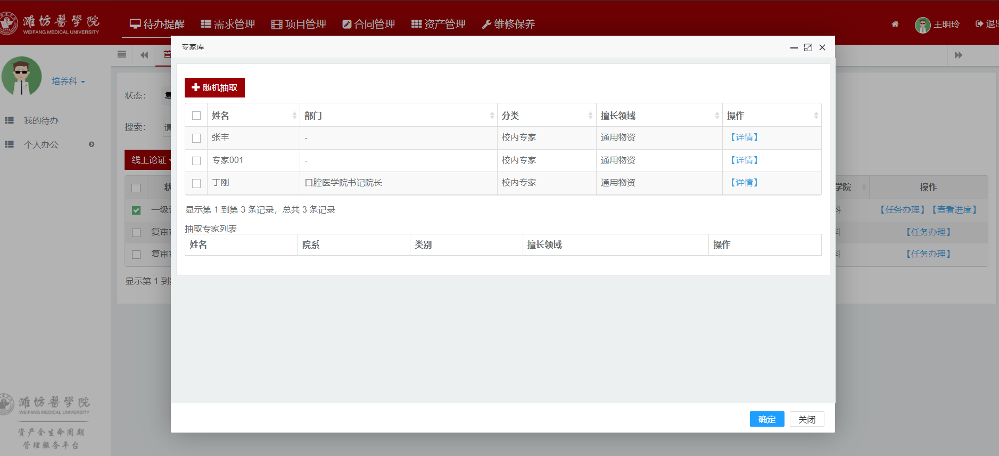 潍坊醫學院
WEIFANG MEDICAL UNIVERSITY
待办提醒 需求管理 项目管理 合同管理 资产管理 维修保养
王明玲 退出
培养科
我的待办
个人办公
首
状态：
复
搜索：
请
线上论证
状
一级
复审
复审
显示第 1 到
专家库
随机抽取
姓名 部门 分类 擅长领域 操作
张丰 - 校内专家 通用物资 【详情】
专家001 - 校内专家 通用物资 【详情】
丁刚 口腔医学院书记院长 校内专家 通用物资 【详情】
显示第 1 到第 3 条记录，总共 3 条记录
抽取专家列表
姓名 院系 类别 擅长领域 操作
确定 关闭
学院 操作
科 【任务办理】【查看进度】
科 【任务办理】
科 【任务办理】
潍坊醫學院
WEIFANG MEDICAL UNIVERSITY
资产全生命周期
管理服务平台